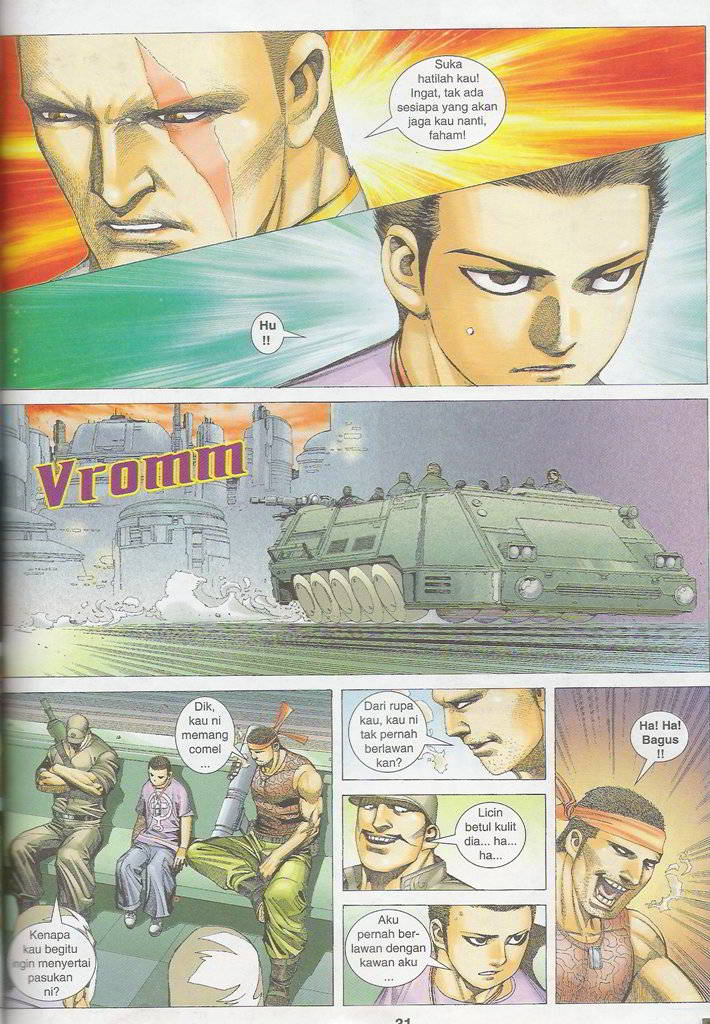 Suka
hatilah kau!
Ingat, tak ada
sesiapa yang akan
jaga kau nanti,
faham!
Hu
!!
Vromm
Dik,
kau ni
memang
comel
...
Kenapa
kau begitu
ingin menyertai
pasukan
ni?
Dari rupa
kau, kau ni
tak pernah
berlawan
kan?
Licin
betul kulit
dia... ha...
ha...
Aku
pernah ber-
lawan dengan
kawan aku
...
Ha! Ha!
Bagus
!!
21